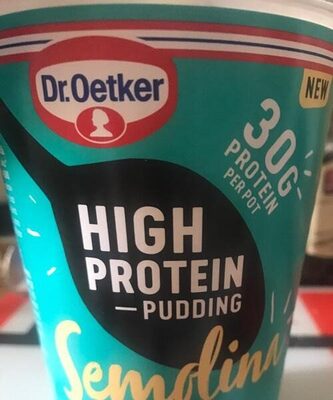 Dr.Oetker
NEW
30G
PROTEIN
PER POT
HIGH
PROTEIN
— PUDDING
Semolina